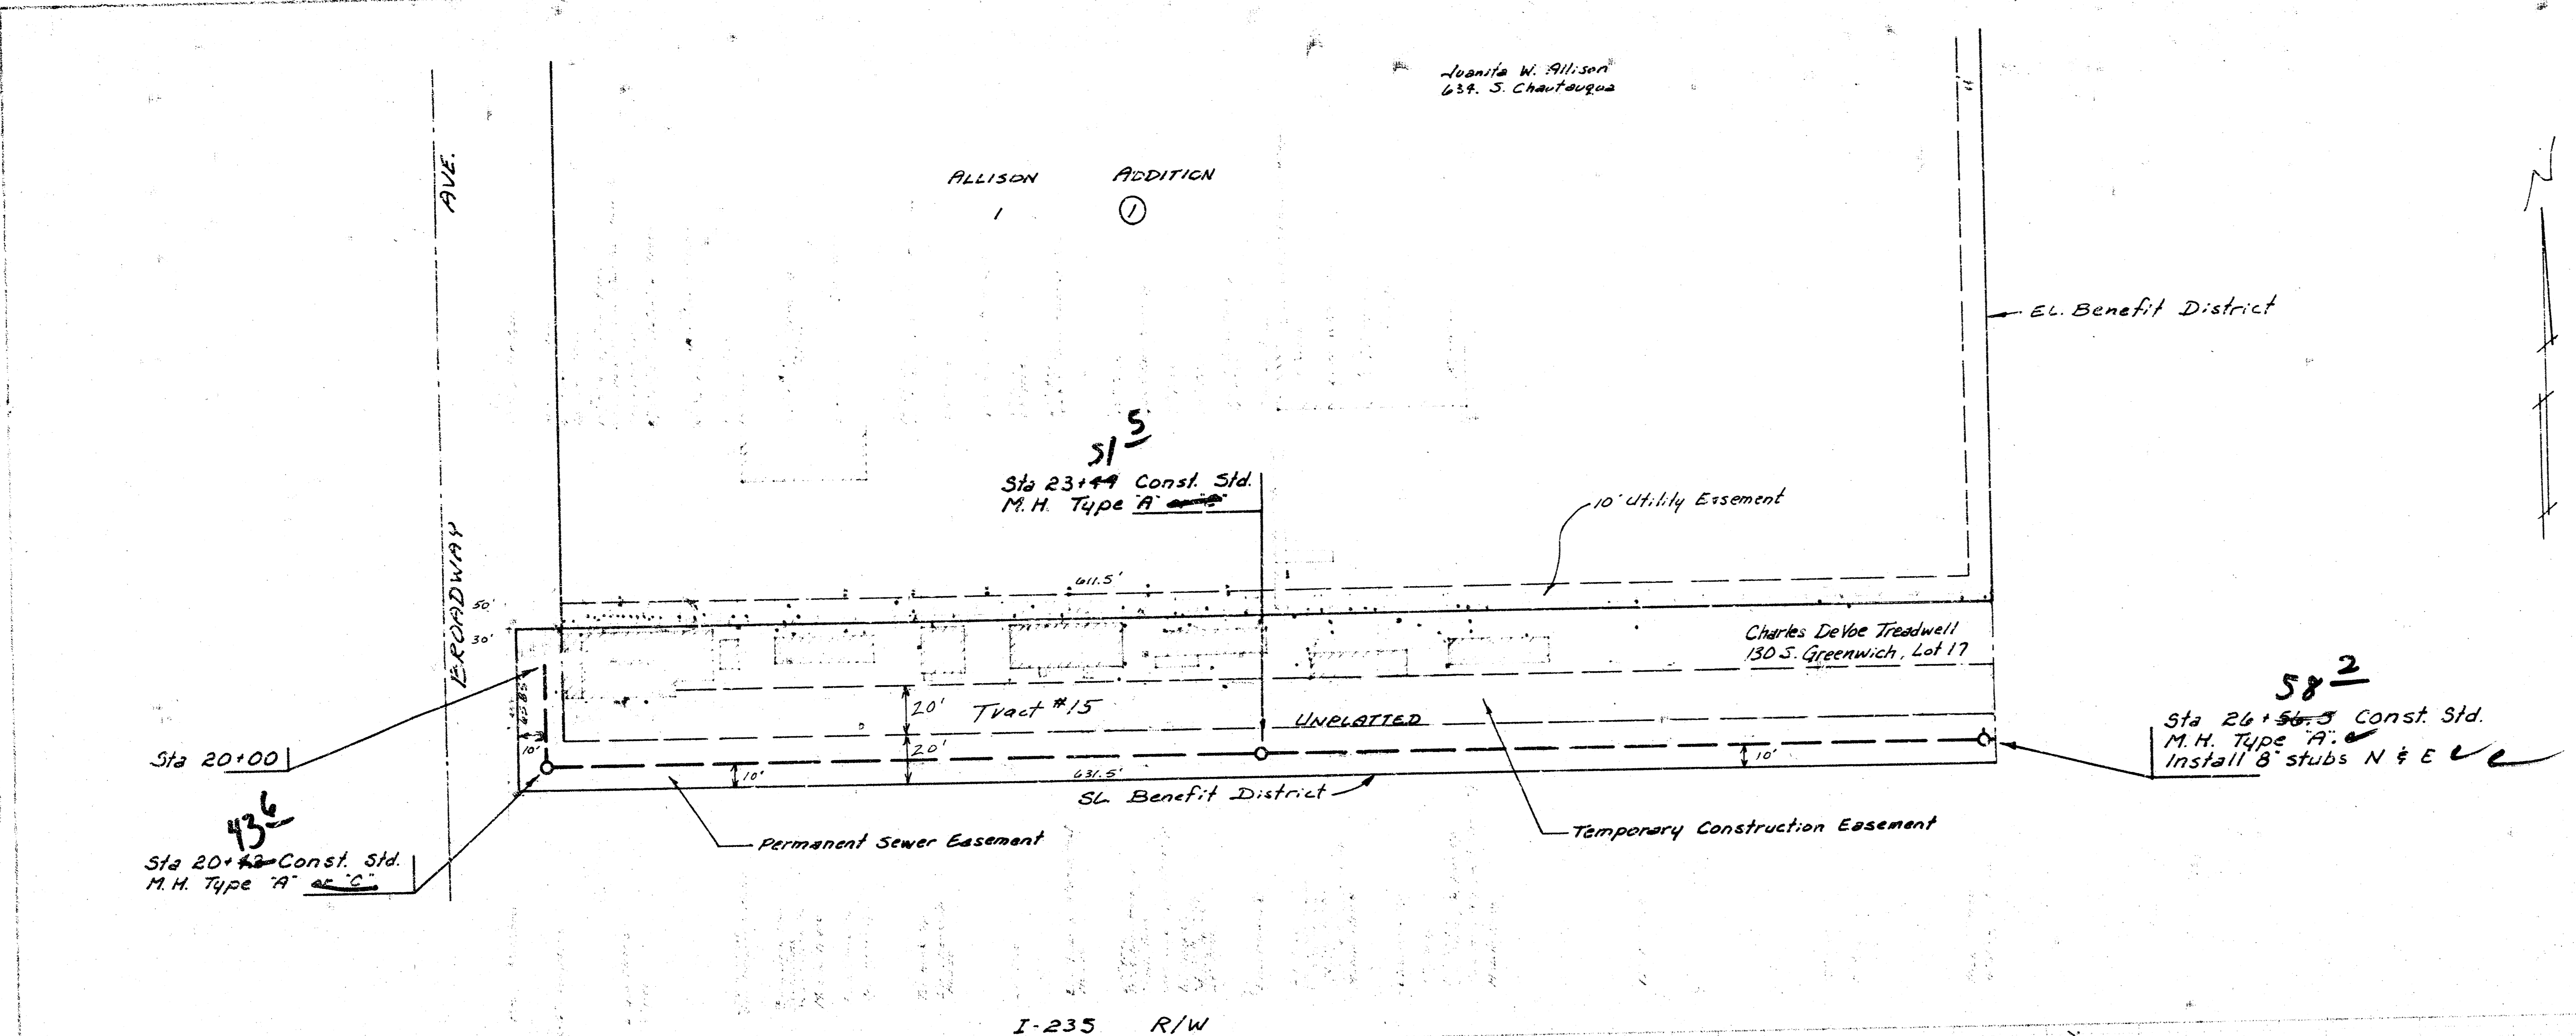 Juanita W. Allison
634. S. Chautauqua
ALLISON ADDITION
1 1
N
BROADWAY AVE.
EL. Benefit District
51 5
Sta 23+49 Const. Std.
M.H. Type "A"
10' Utility Easement
611.5'
50'
30'
Charles DeVoe Treadwell
130 S. Greenwich, Lot 17
20' Tract #15
UNPLATTED
20'
10'
10'
631.5'
10'
SL Benefit District
Sta 20+00
58 2
Sta 26+56.5 Const. Std.
M.H. Type "A".
Install 8" stubs N & E
43 6
Sta 20+43 Const. Std.
M.H. Type "A" or "C"
Permanent Sewer Easement
Temporary Construction Easement
I-235 R/W